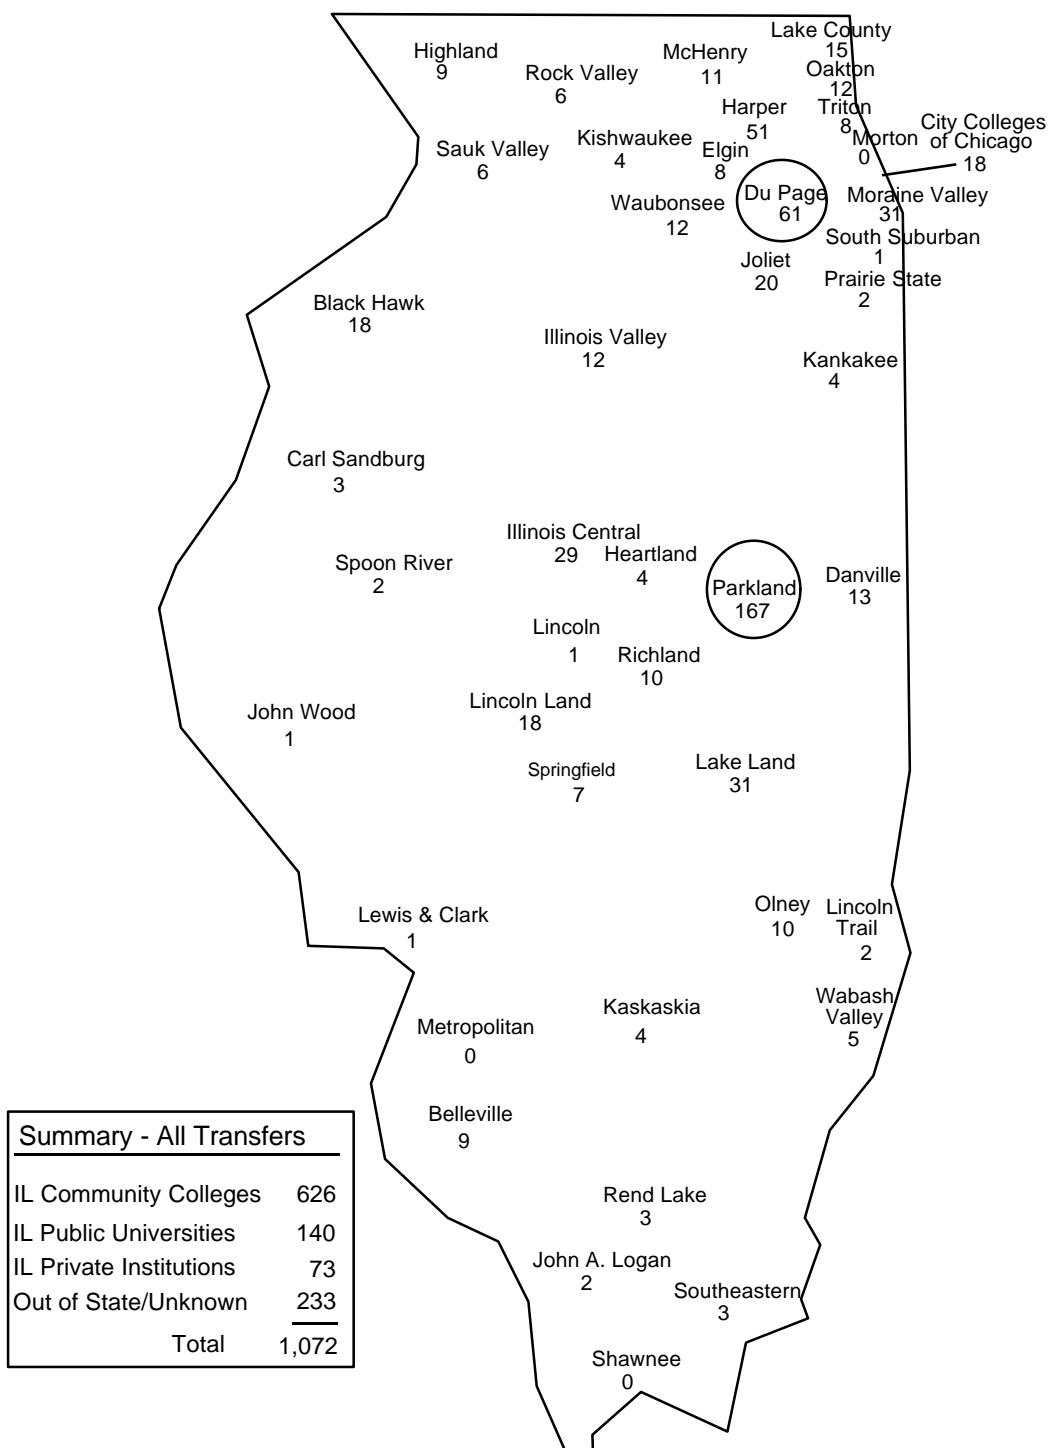 Lake County
15
Highland
9
McHenry
11
Rock Valley
6
Oakton
12
Harper
51
Triton
8
City Colleges
of Chicago
18
Morton
0
Kishwaukee
4
Sauk Valley
6
Elgin
8
Du Page
61
Moraine Valley
31
Waubonsee
12
South Suburban
1
Joliet
20
Prairie State
2
Black Hawk
18
Illinois Valley
12
Kankakee
4
Carl Sandburg
3
Illinois Central
29
Heartland
4
Spoon River
2
Parkland
167
Danville
13
Lincoln
1
Richland
10
John Wood
1
Lincoln Land
18
Springfield
7
Lake Land
31
Lewis & Clark
1
Olney
10
Lincoln
Trail
2
Wabash
Valley
5
Kaskaskia
4
Metropolitan
0
Belleville
9
Rend Lake
3
John A. Logan
2
Southeastern
3
Shawnee
0
Summary - All Transfers
IL Community Colleges 626
IL Public Universities 140
IL Private Institutions 73
Out of State/Unknown 233
Total 1,072